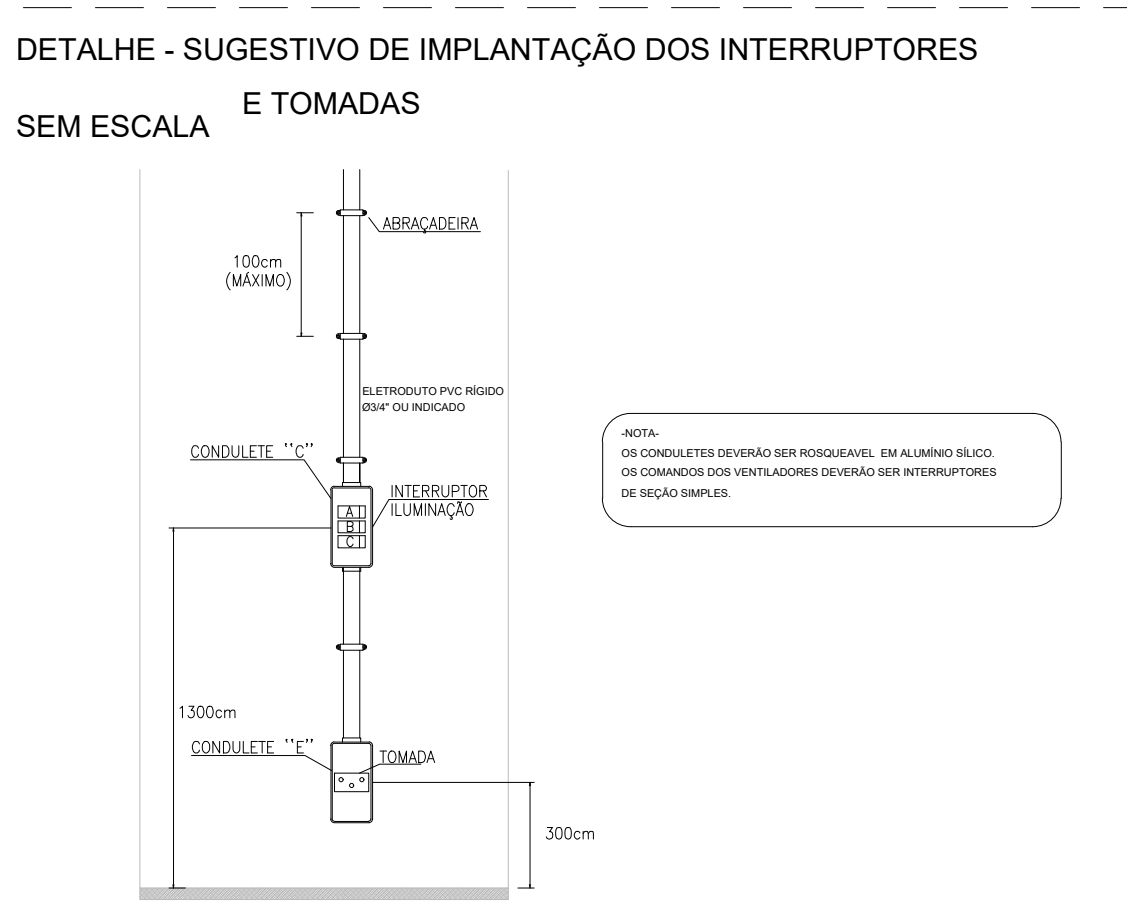 DETALHE - SUGESTIVO DE IMPLANTAÇÃO DOS INTERRUPTORES
E TOMADAS
SEM ESCALA
ABRAÇADEIRA
100cm
(MÁXIMO)
ELETRODUTO PVC RÍGIDO
Ø3/4" OU INDICADO
CONDULETE ''C''
INTERRUPTOR
ILUMINAÇÃO
A
B
C
-NOTA-
OS CONDULETES DEVERÃO SER ROSQUEAVEL EM ALUMÍNIO SÍLICO.
OS COMANDOS DOS VENTILADORES DEVERÃO SER INTERRUPTORES
DE SEÇÃO SIMPLES.
1300cm
CONDULETE ''E''
TOMADA
300cm